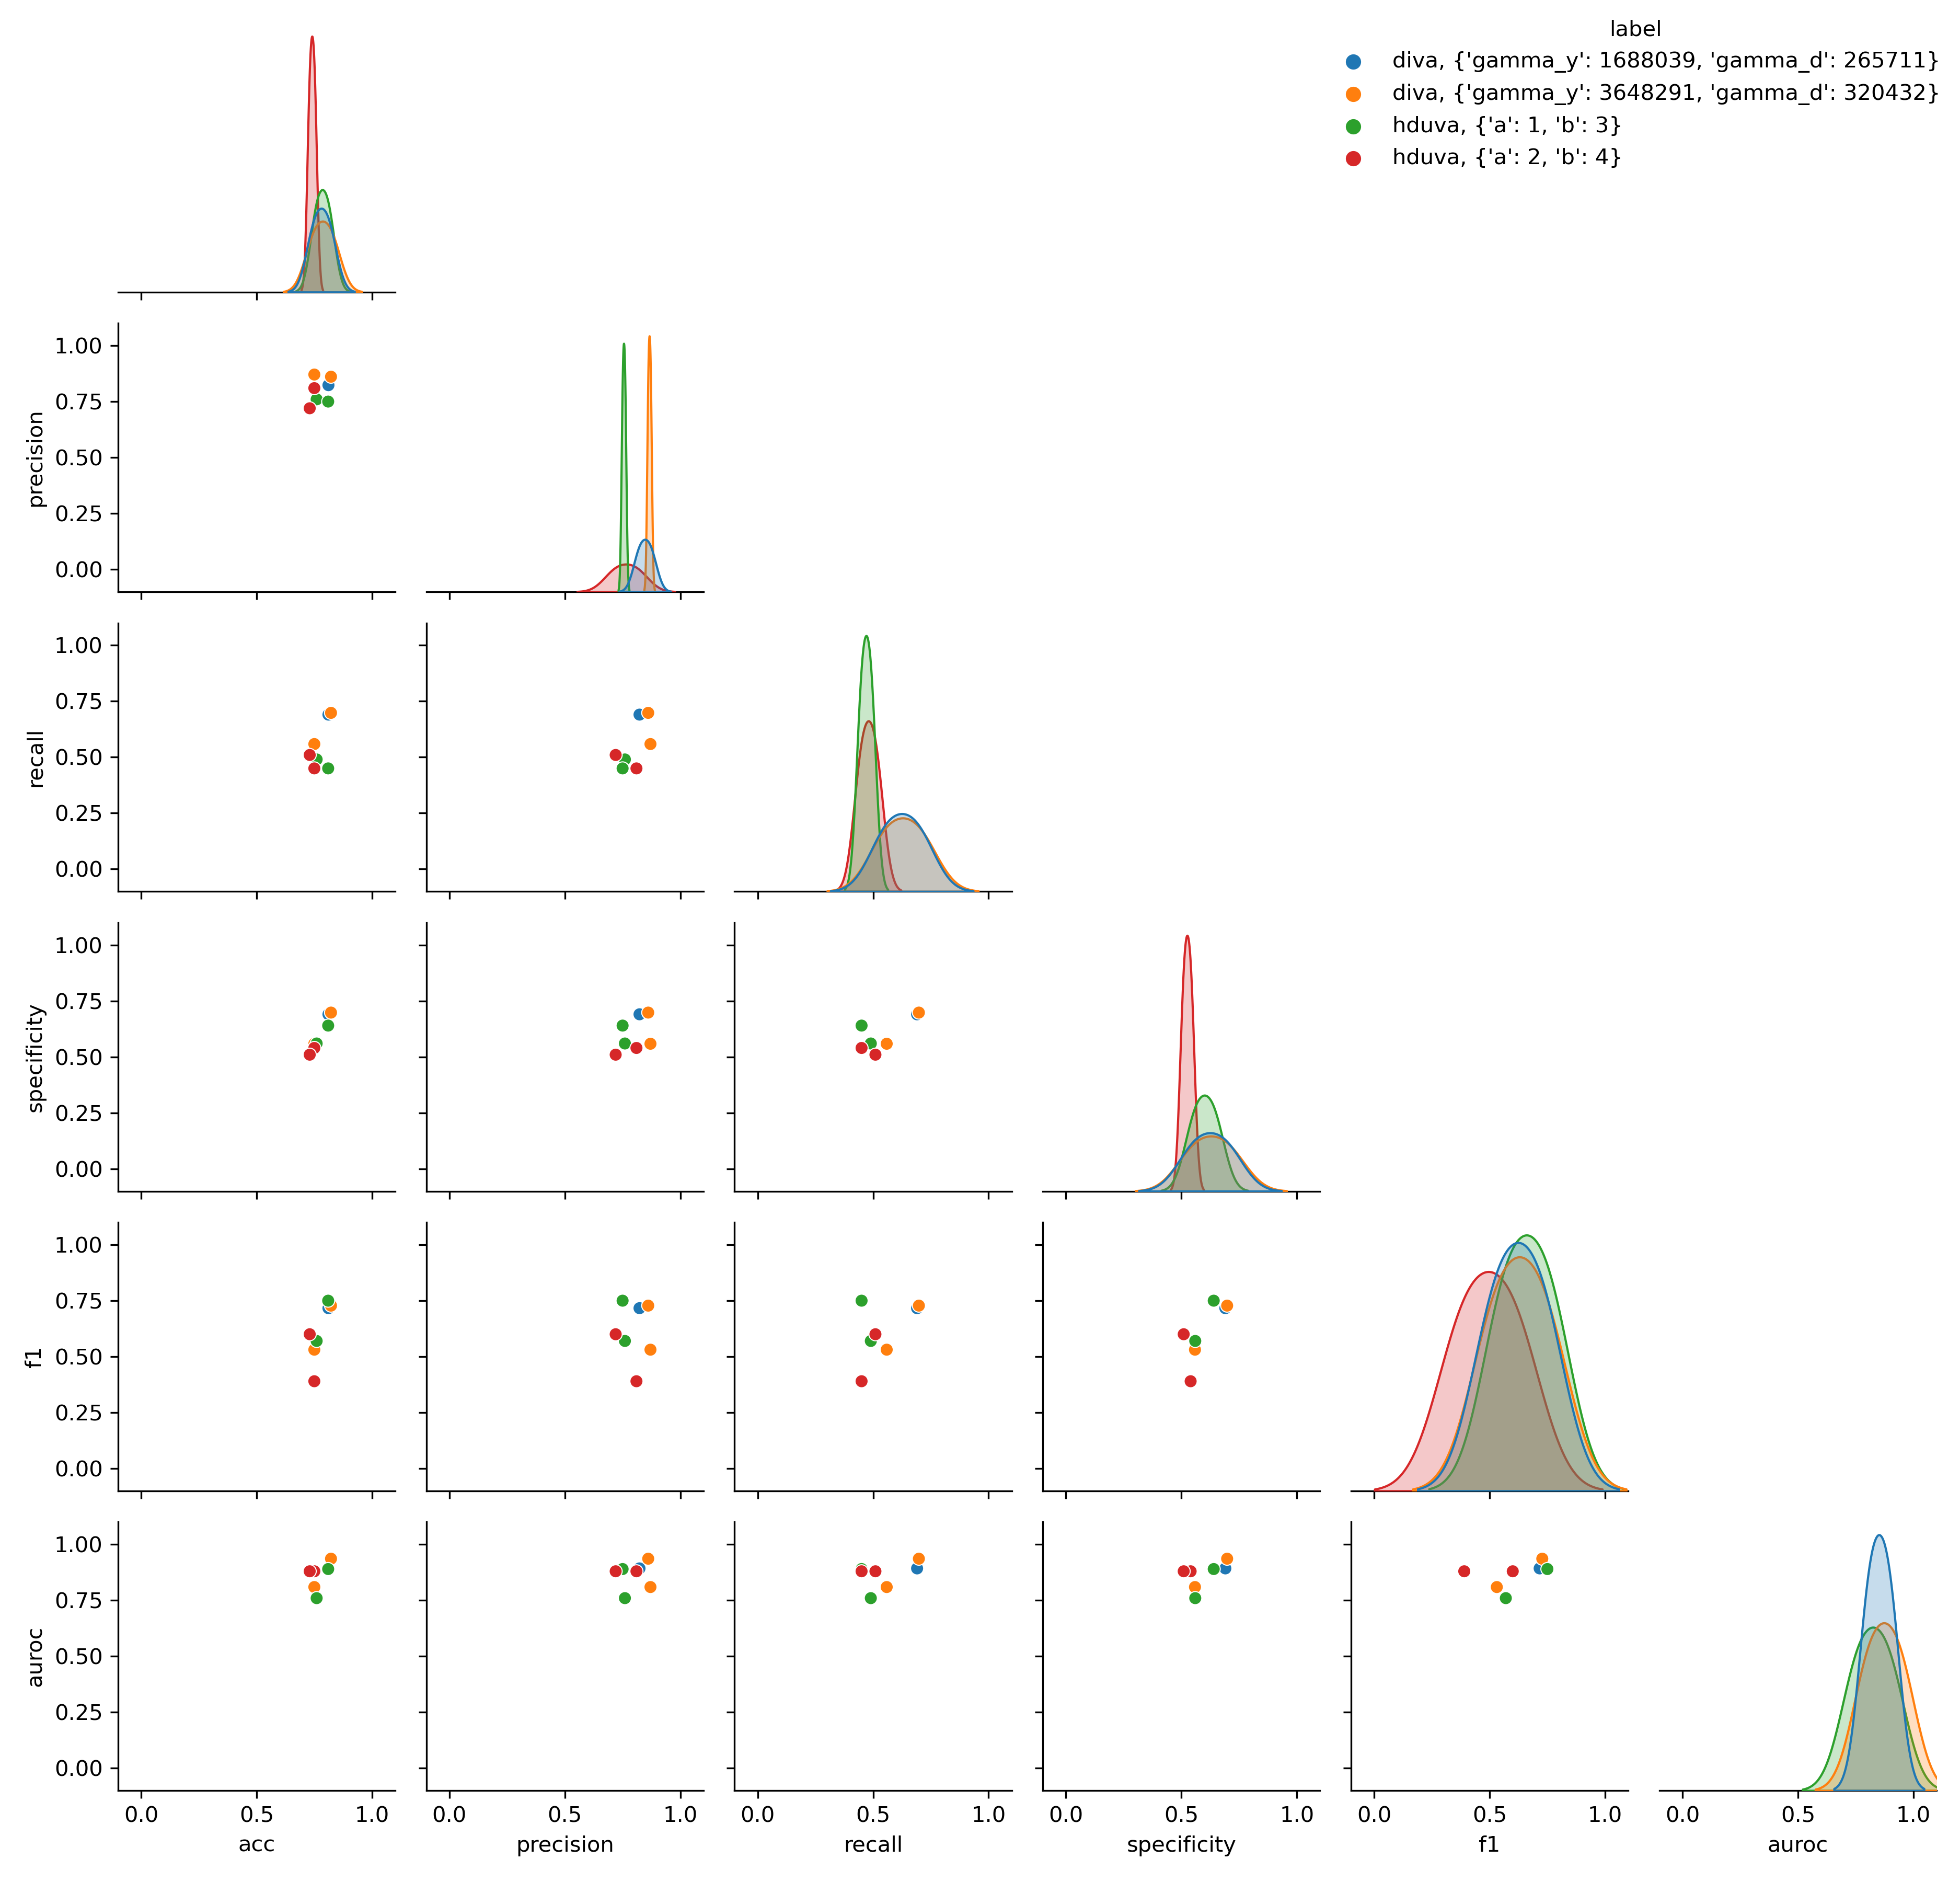 label
diva, {'gamma_y': 1688039, 'gamma_d': 265711}
diva, {'gamma_y': 3648291, 'gamma_d': 320432}
hduva, {'a': 1, 'b': 3}
hduva, {'a': 2, 'b': 4}
1.00
0.75
0.50
0.25
0.00
precision
1.00
0.75
0.50
0.25
0.00
recall
1.00
0.75
0.50
0.25
0.00
specificity
1.00
0.75
0.50
0.25
0.00
f1
1.00
0.75
0.50
0.25
0.00
auroc
0.0 0.5 1.0 0.0 0.5 1.0 0.0 0.5 1.0 0.0 0.5 1.0 0.0 0.5 1.0 0.0 0.5 1.0
acc precision recall specificity f1 auroc